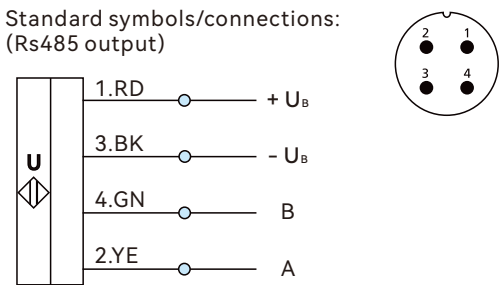 Standard symbols/connections:
(Rs485 output)
2 1
3 4
1.RD + UB
3.BK - UB
U
4.GN B
2.YE A